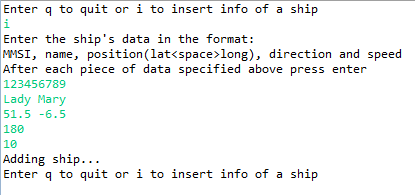 Enter q to quit or i to insert info of a ship
i
Enter the ship's data in the format:
MMSI, name, position(lat<space>long), direction and speed
After each piece of data specified above press enter
123456789
Lady Mary
51.5 -6.5
180
10
Adding ship...
Enter q to quit or i to insert info of a ship